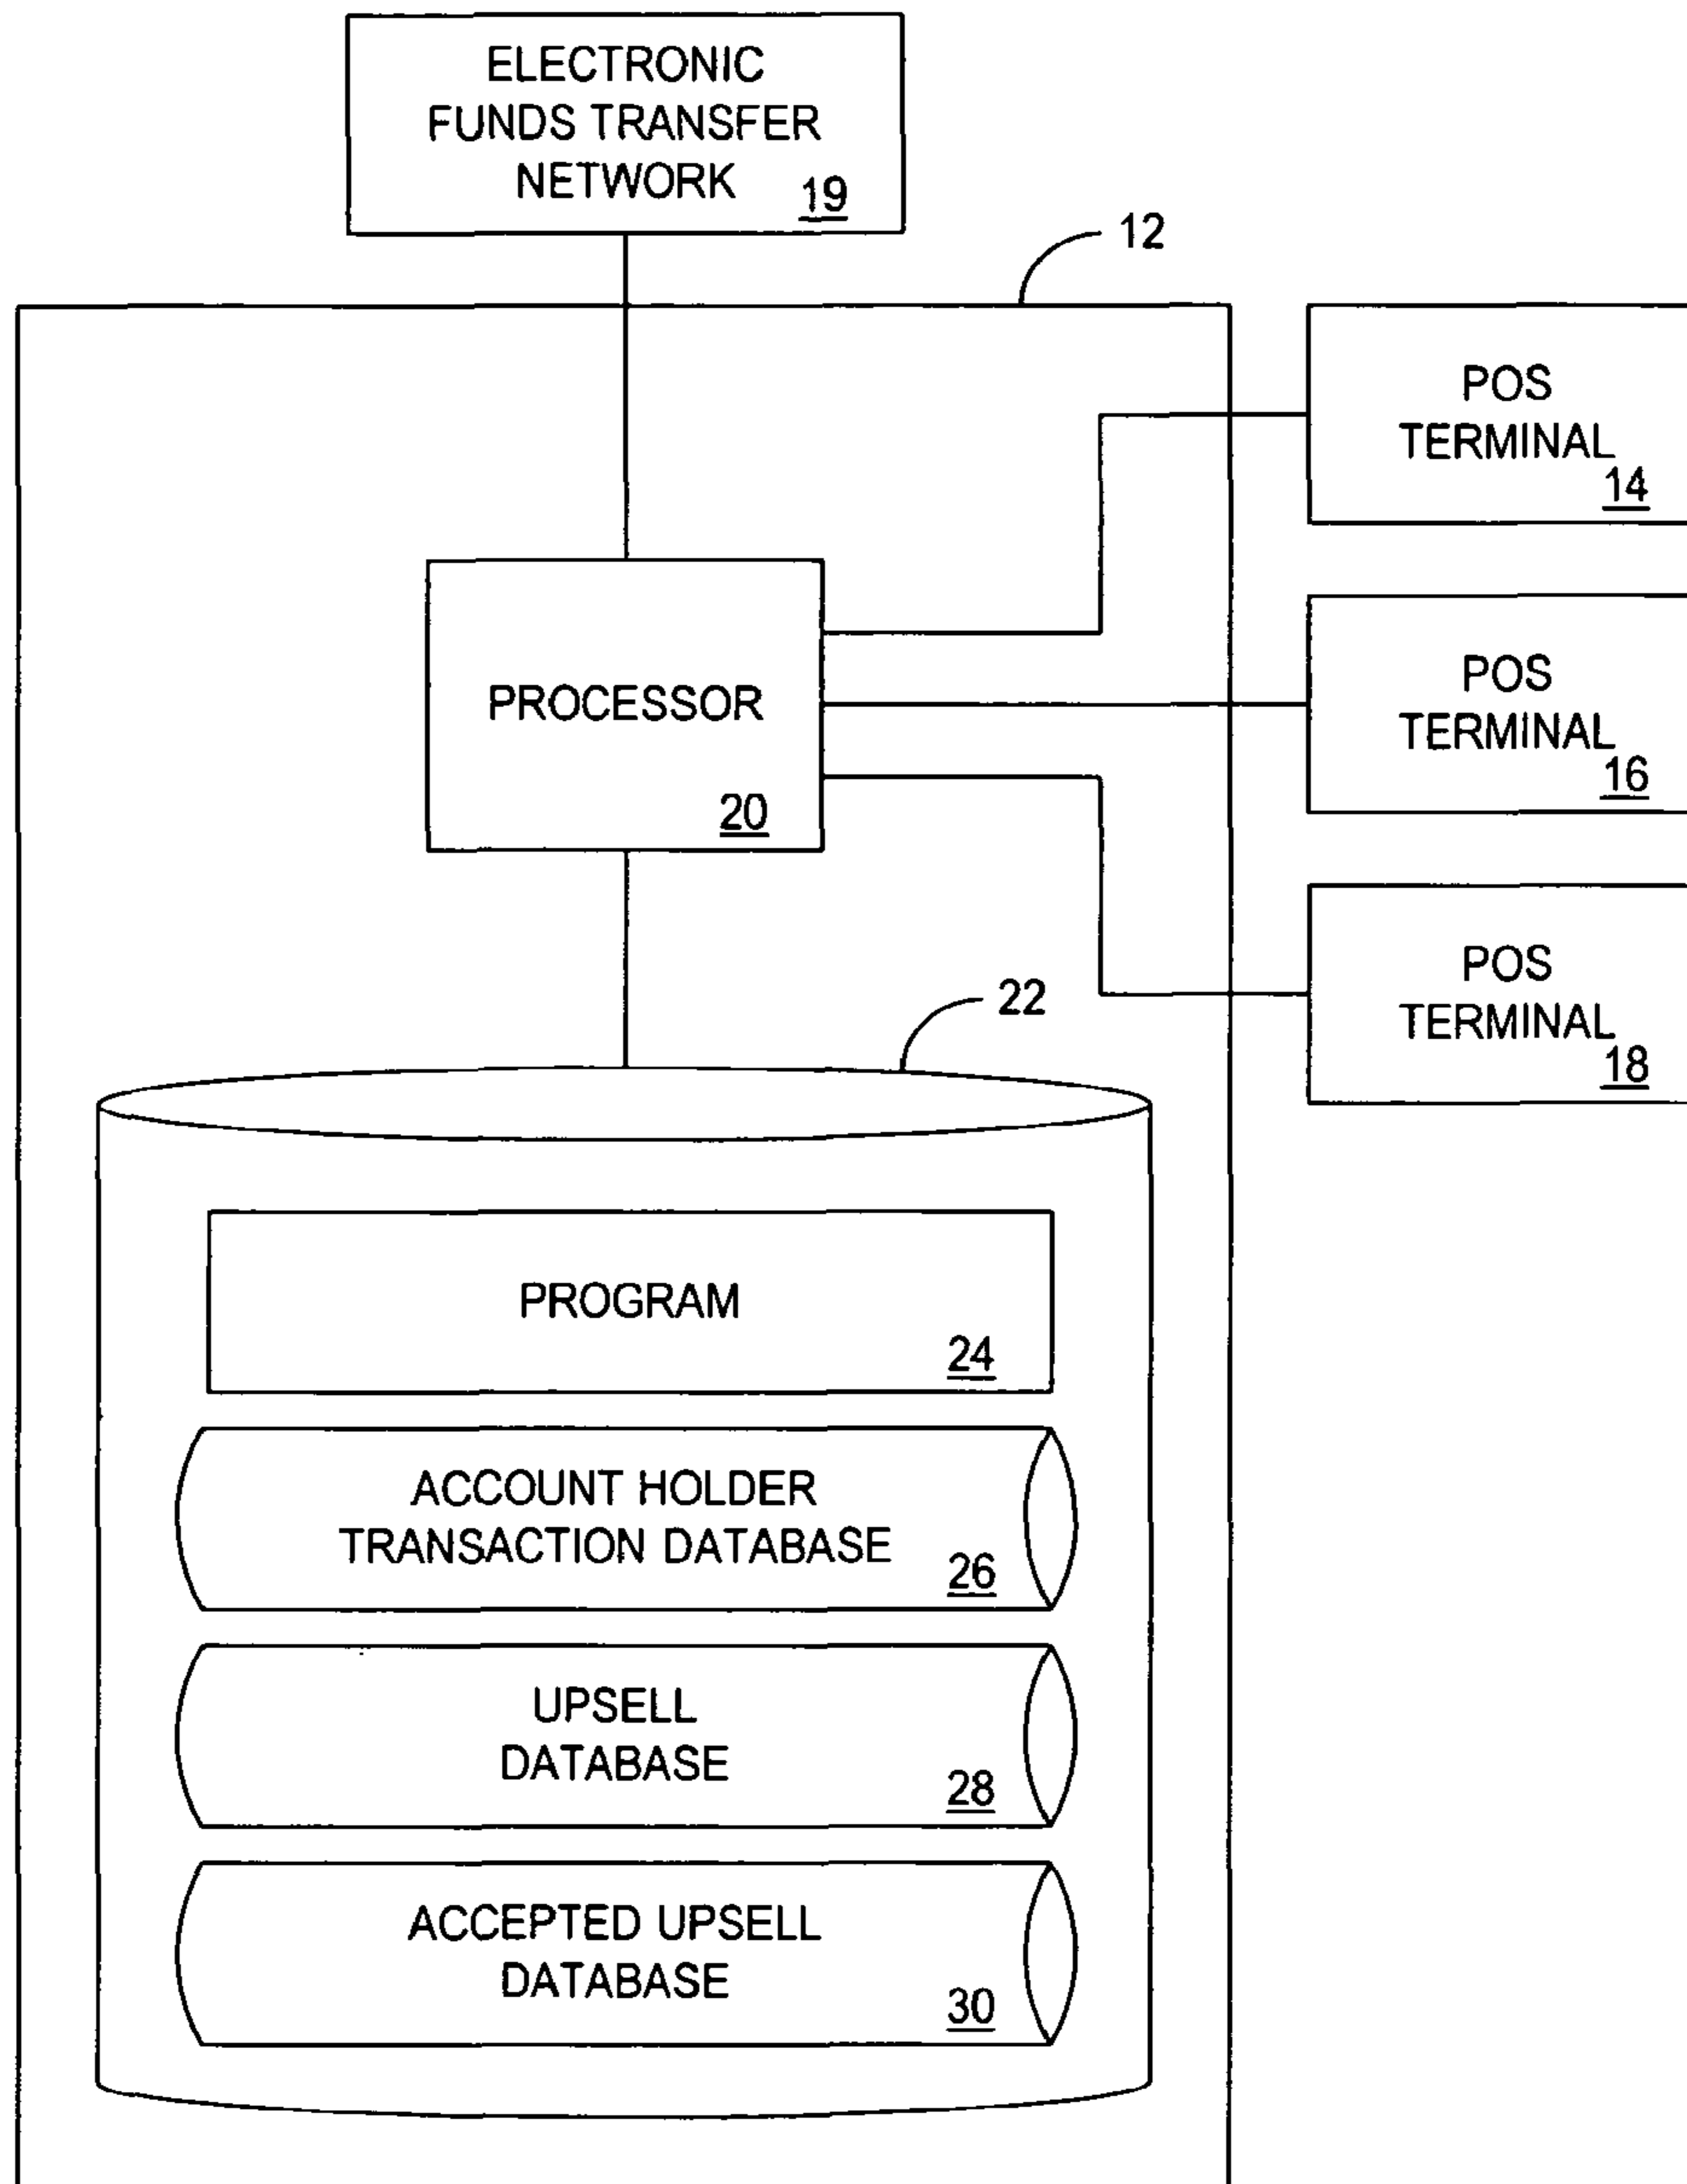 ELECTRONIC
FUNDS TRANSFER
NETWORK 19
12
POS
TERMINAL
14
PROCESSOR
20
POS
TERMINAL
16
POS
TERMINAL
18
22
PROGRAM
24
ACCOUNT HOLDER
TRANSACTION DATABASE
26
UPSELL
DATABASE
28
ACCEPTED UPSELL
DATABASE
30